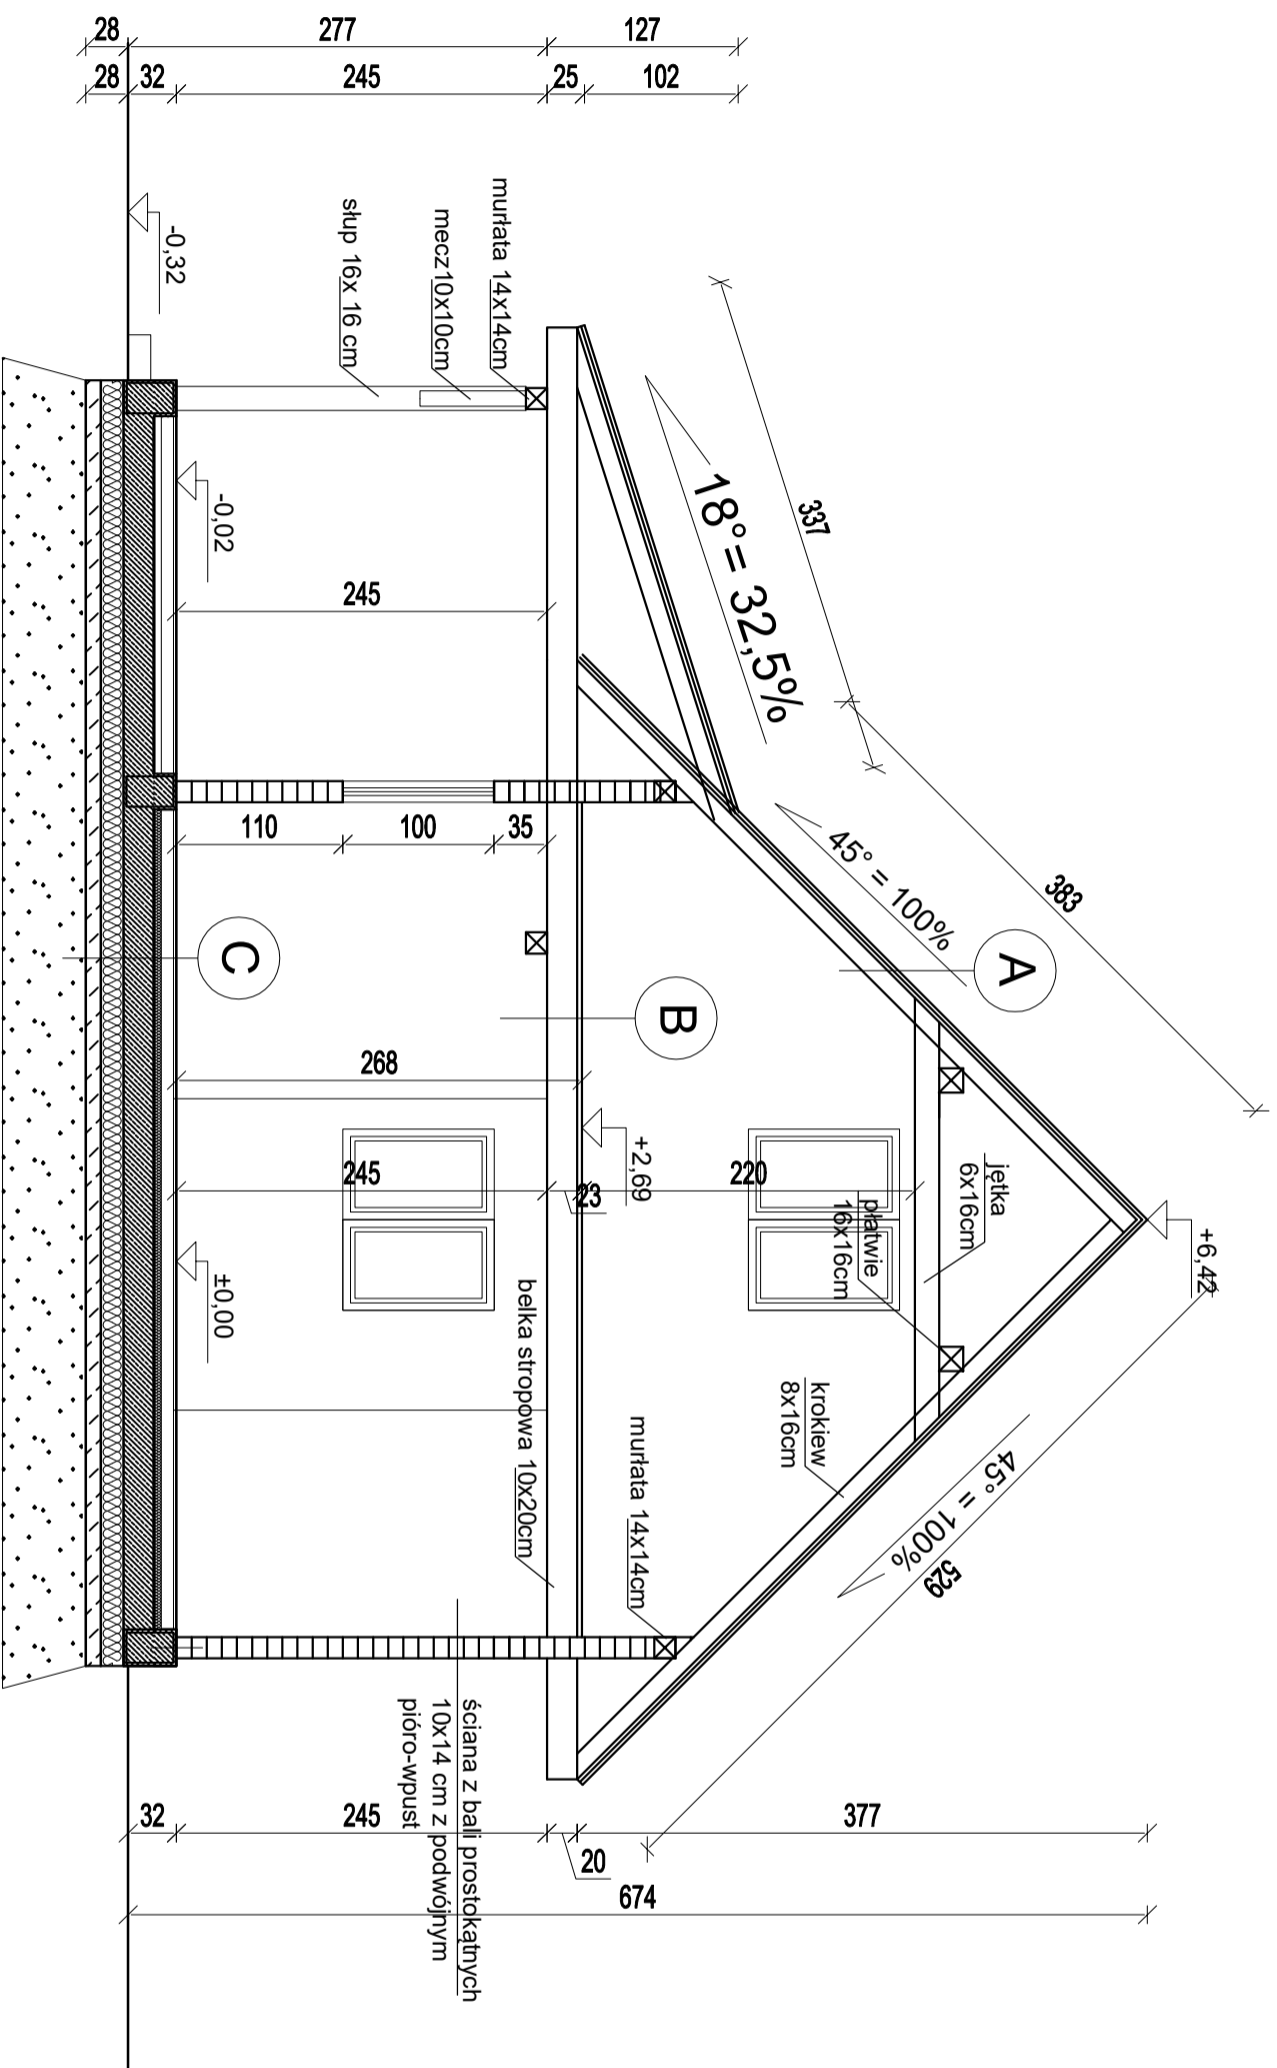 28
277
127
28
32
245
25
102
-0,32
słup 16x 16 cm
mecz10x10cm
murłata 14x14cm
337
18°= 32,5%
-0,02
245
110
100
35
45° = 100%
383
A
B
C
268
+2,69
245
23
220
płatwie
16x16cm
jętka
6x16cm
+6,42
±0,00
belka stropowa 10x20cm
murłata 14x14cm
krokiew
8x16cm
45° = 100%
529
ściana z bali prostokątnych
10x14 cm z podwójnym
pióro-wpust
32
245
20
377
674